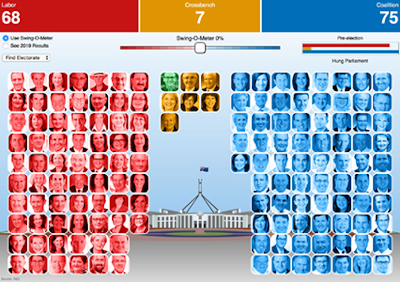 Labor
68
Crossbench
7
Coalition
75
Use Swing-O-Meter
See 2019 Results
Find Electorate
Swing-O-Meter 0%
Pre-election
Hung Parliament